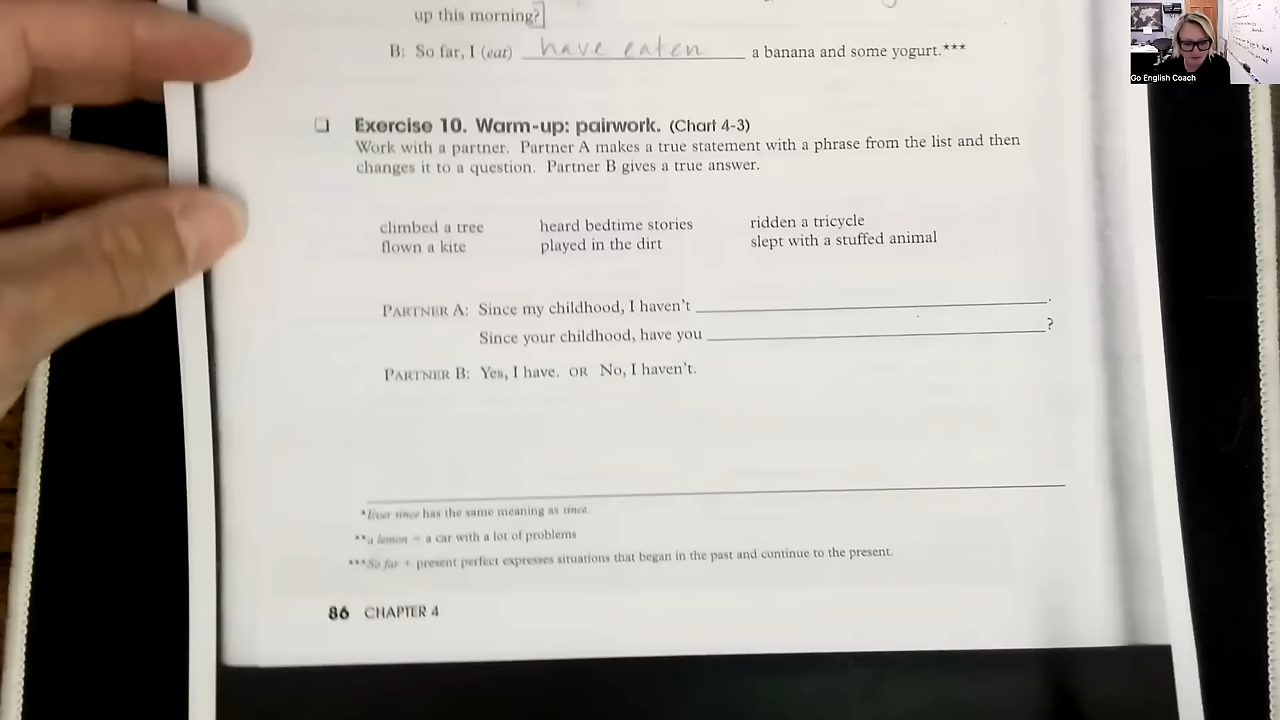 up this morning?
B: So far, I (eat) have eaten a banana and some yogurt.***
Go English Coach
Exercise 10. Warm-up: pairwork. (Chart 4-3)
Work with a partner. Partner A makes a true statement with a phrase from the list and then
changes it to a question. Partner B gives a true answer.
climbed a tree heard bedtime stories ridden a tricycle
flown a kite played in the dirt slept with a stuffed animal
PARTNER A: Since my childhood, I haven't ________.
Since your childhood, have you ________?
PARTNER B: Yes, I have. OR No, I haven't.
*Ever since has the same meaning as since.
**a lemon = a car with a lot of problems
***So far + present perfect expresses situations that began in the past and continue to the present.
86 CHAPTER 4